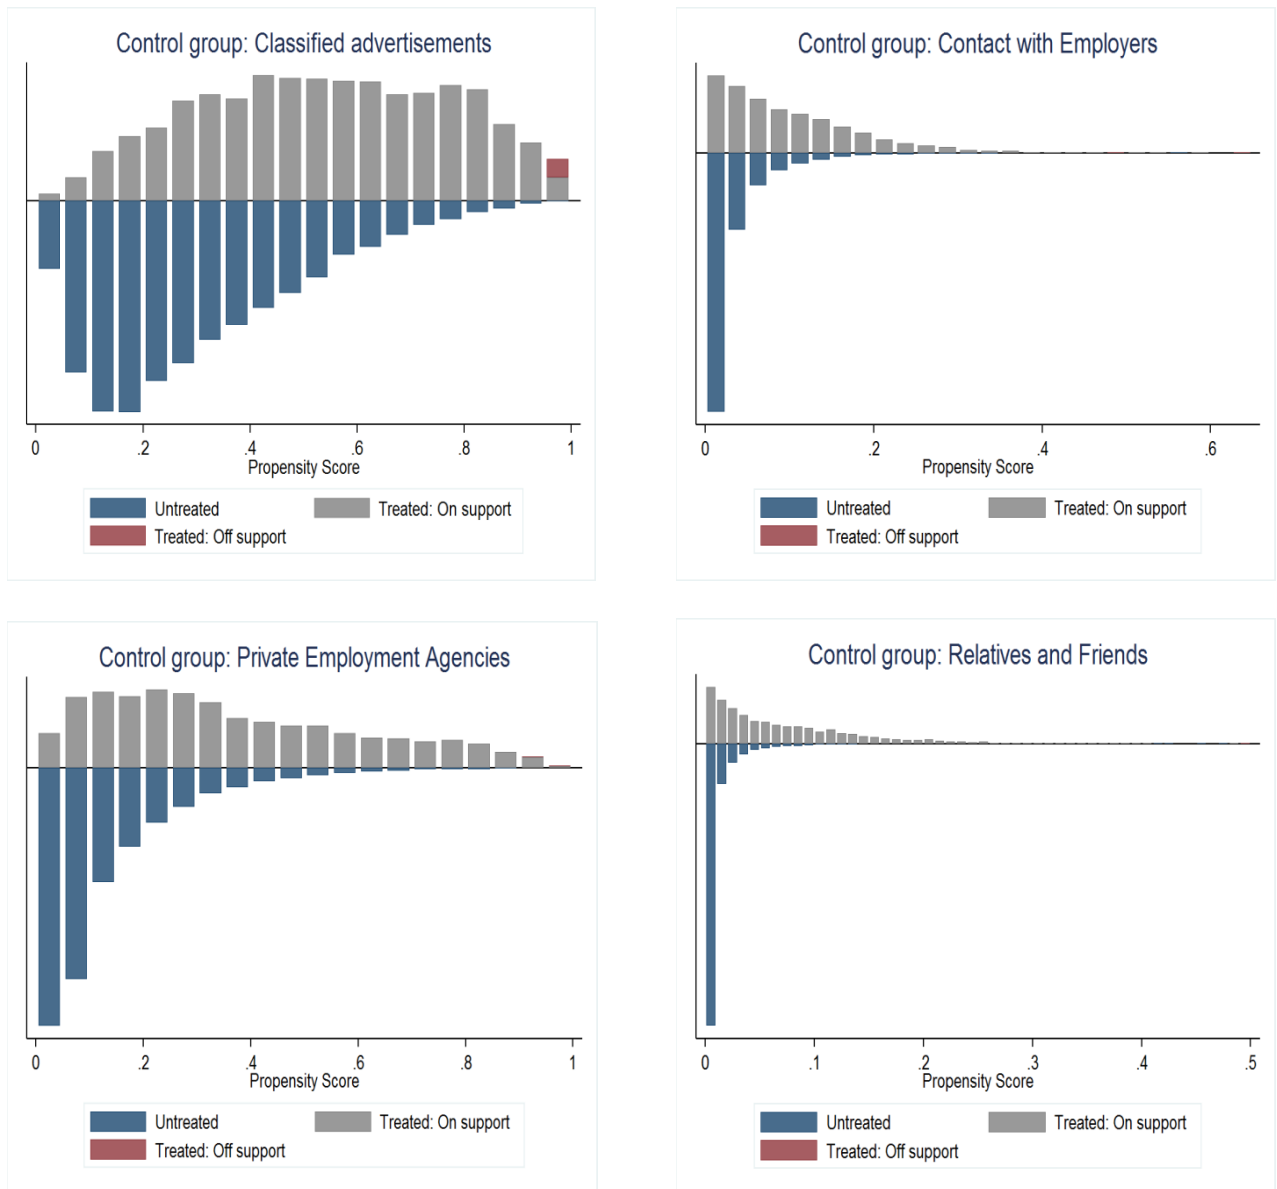 Control group: Classified advertisements
0 .2 .4 .6 .8 1
Propensity Score
Untreated Treated: On support
Treated: Off support
Control group: Contact with Employers
0 .2 .4 .6
Propensity Score
Untreated Treated: On support
Treated: Off support
Control group: Private Employment Agencies
0 .2 .4 .6 .8 1
Propensity Score
Untreated Treated: On support
Treated: Off support
Control group: Relatives and Friends
0 .1 .2 .3 .4 .5
Propensity Score
Untreated Treated: On support
Treated: Off support